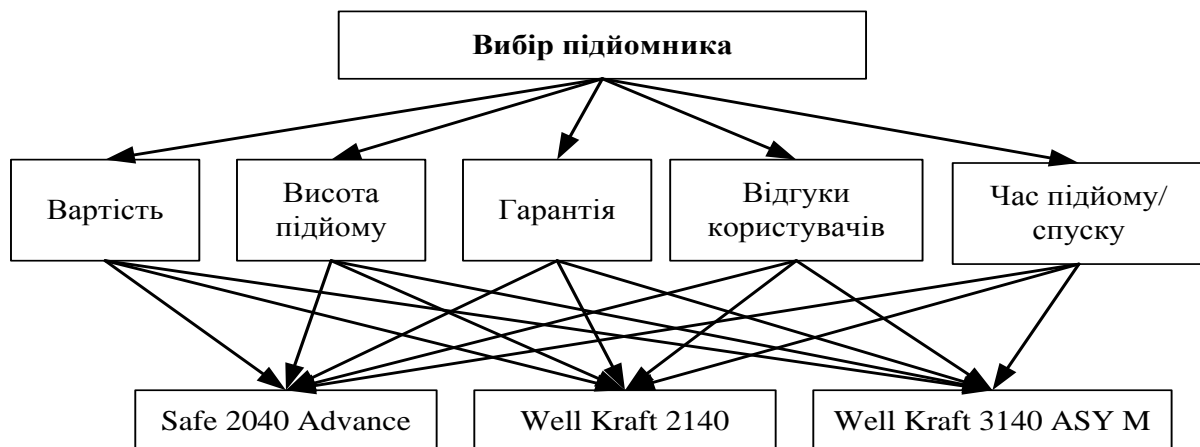 Вибір підйомника
Вартість
Висота
підйому
Гарантія
Відгуки
користувачів
Час підйому/
спуску
Safe 2040 Advance
Well Kraft 2140
Well Kraft 3140 ASY M